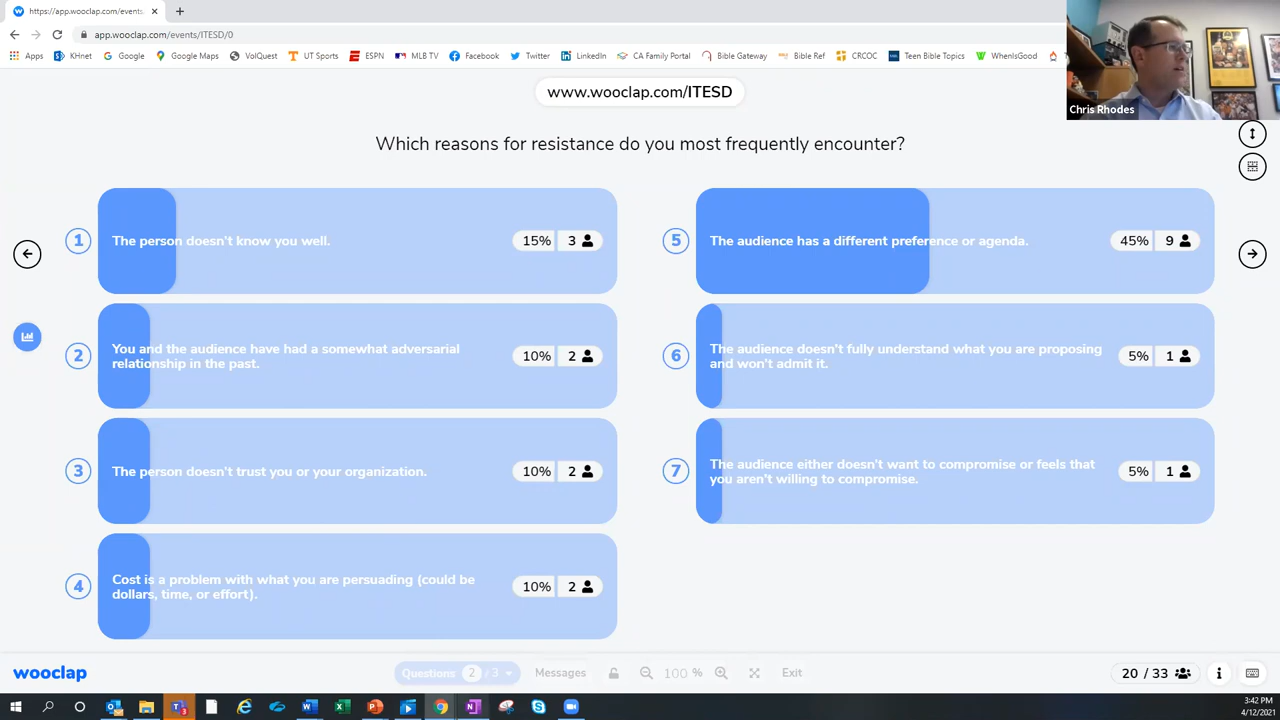 https://app.wooclap.com/events
app.wooclap.com/events/ITESD/0
Apps
KHnet
Google
Google Maps
VolQuest
UT Sports
ESPN
MLB TV
Facebook
Twitter
LinkedIn
CA Family Portal
Bible Gateway
Bible Ref
CRCOC
Teen Bible Topics
WhenIsGood
Chris Rhodes
www.wooclap.com/ITESD
Which reasons for resistance do you most frequently encounter?
1
The person doesn't know you well.
15%
3
2
You and the audience have had a somewhat adversarial
relationship in the past.
10%
2
3
The person doesn't trust you or your organization.
10%
2
4
Cost is a problem with what you are persuading (could be
dollars, time, or effort).
10%
2
5
The audience has a different preference or agenda.
45%
9
6
The audience doesn't fully understand what you are proposing
and won't admit it.
5%
1
7
The audience either doesn't want to compromise or feels that
you aren't willing to compromise.
5%
1
wooclap
Questions 2 / 3
Messages
100 %
Exit
20 / 33
3:42 PM
4/12/2021